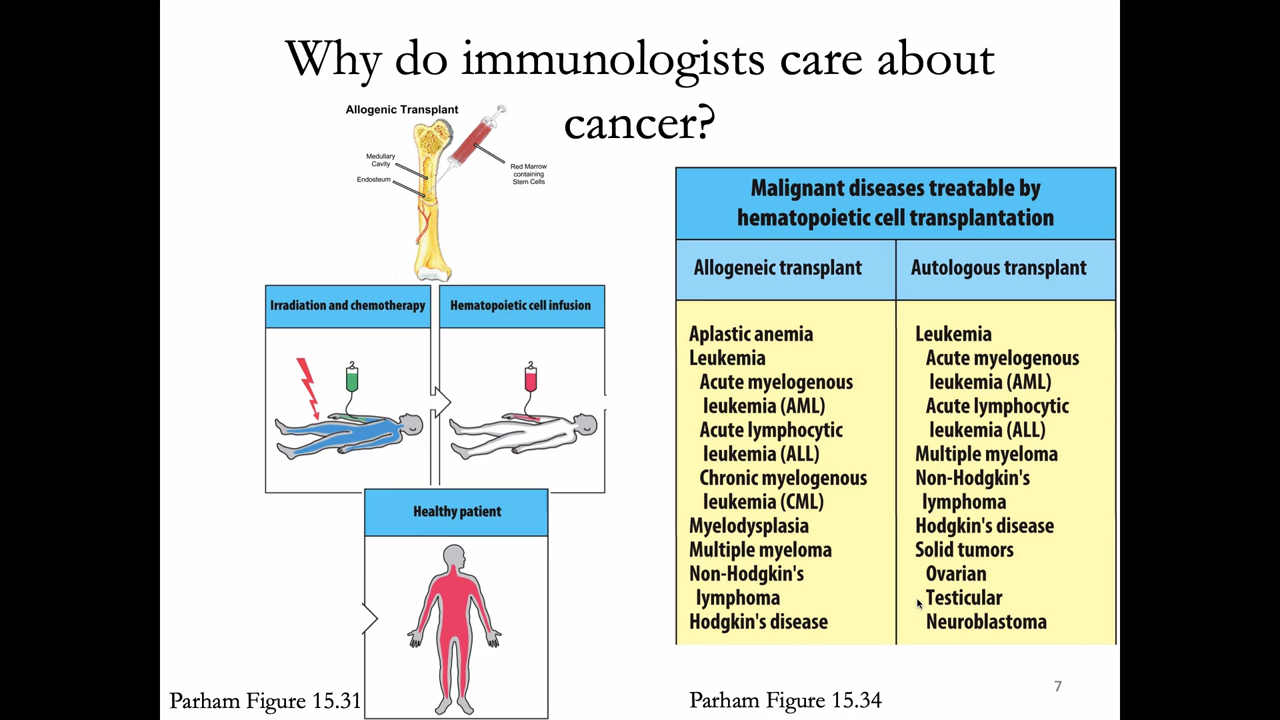 Why do immunologists care about
cancer?
Allogenic Transplant
Medullary
Cavity
Endosteum
Red Marrow
containing
Stem Cells
Irradiation and chemotherapy
Hematopoietic cell infusion
Healthy patient
Parham Figure 15.31
Malignant diseases treatable by
hematopoietic cell transplantation
Allogeneic transplant
Autologous transplant
Aplastic anemia
Leukemia
Acute myelogenous
leukemia (AML)
Acute lymphocytic
leukemia (ALL)
Chronic myelogenous
leukemia (CML)
Myelodysplasia
Multiple myeloma
Non-Hodgkin's
lymphoma
Hodgkin's disease
Leukemia
Acute myelogenous
leukemia (AML)
Acute lymphocytic
leukemia (ALL)
Multiple myeloma
Non-Hodgkin's
lymphoma
Hodgkin's disease
Solid tumors
Ovarian
Testicular
Neuroblastoma
Parham Figure 15.34
7